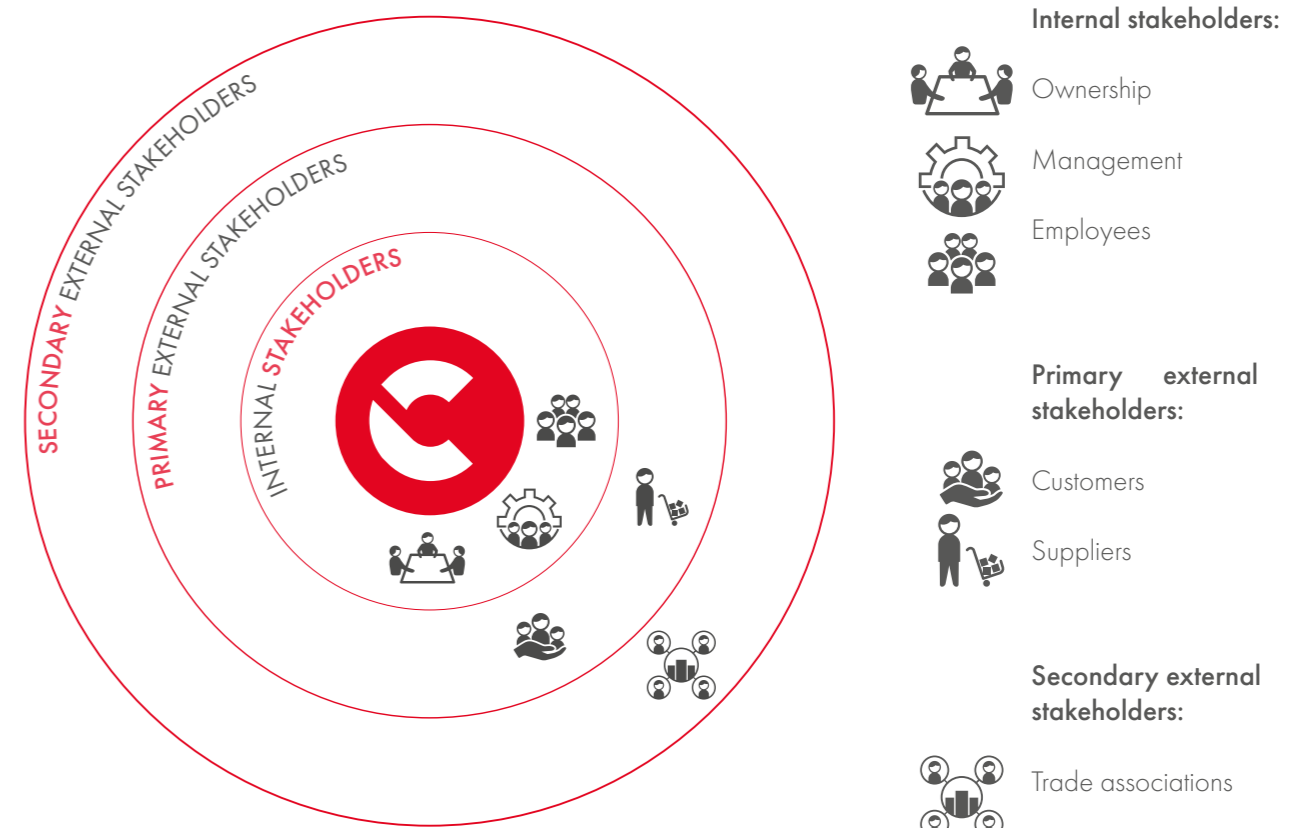 SECONDARY EXTERNAL STAKEHOLDERS
PRIMARY EXTERNAL STAKEHOLDERS
INTERNAL STAKEHOLDERS
Internal stakeholders:
Ownership
Management
Employees
Primary external
stakeholders:
Customers
Suppliers
Secondary external
stakeholders:
Trade associations